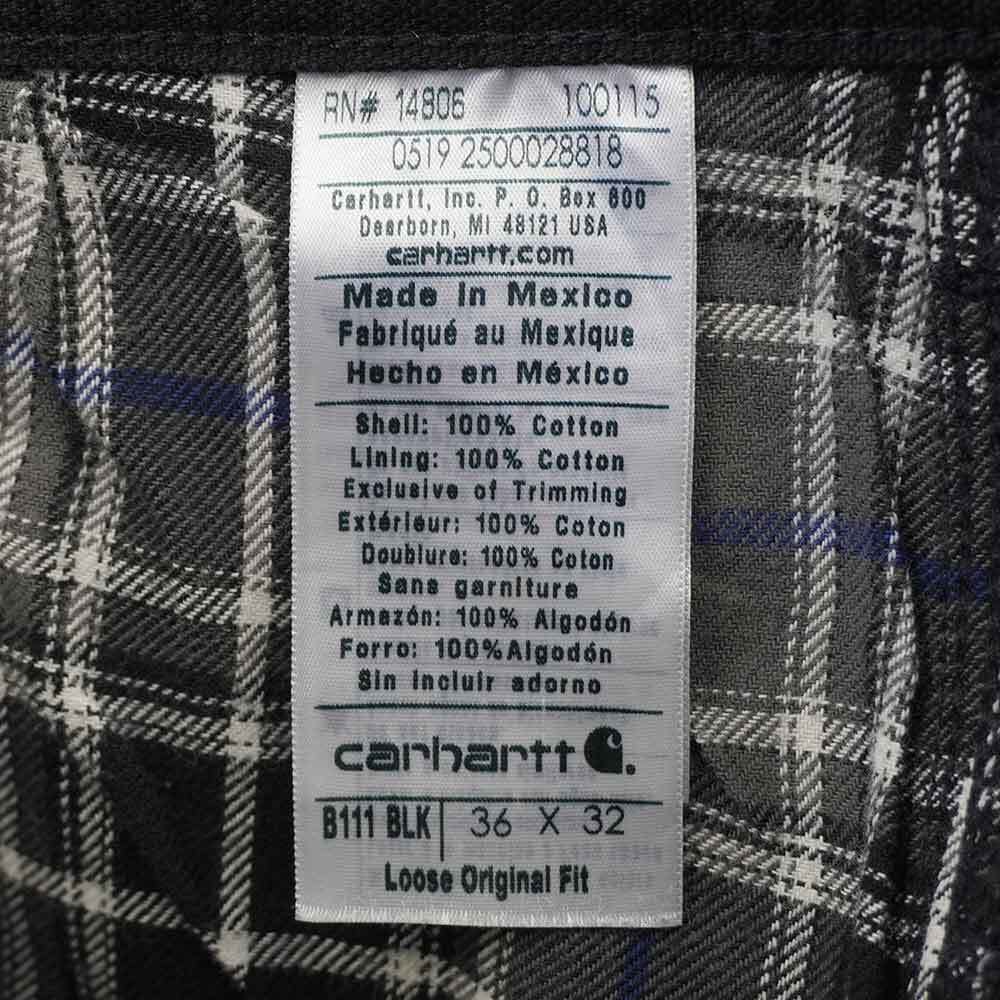 RN# 14806 100115
0519 2500028818
Carhartt, Inc. P. O. Box 600
Dearborn, MI 48121 USA
carhartt.com
Made in Mexico
Fabriqué au Mexique
Hecho en México
Shell: 100% Cotton
Lining: 100% Cotton
Exclusive of Trimming
Extérieur: 100% Coton
Doublure: 100% Coton
Sans garniture
Armazón: 100% Algodón
Forro: 100%Algodón
Sin incluir adorno
carhartt
B111 BLK 36 X 32
Loose Original Fit